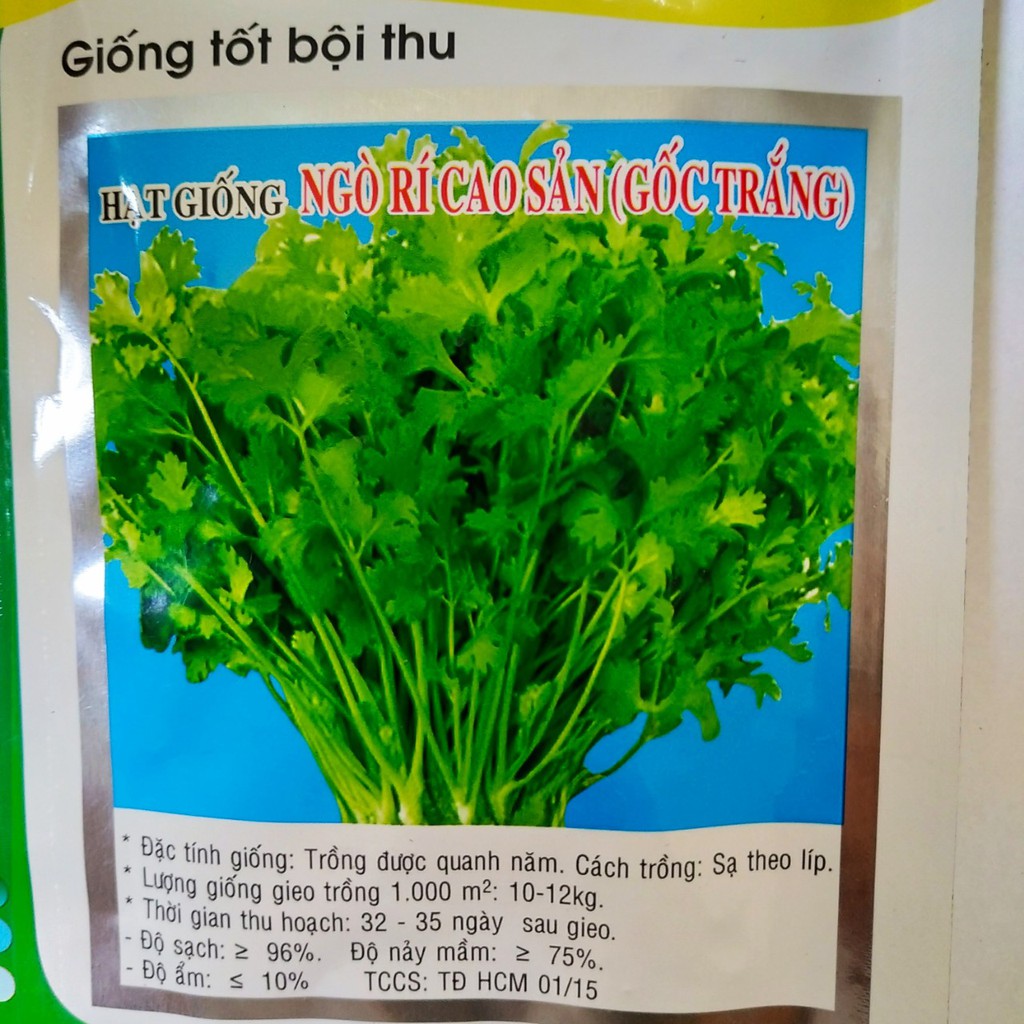 Giống tốt bội thu
HẠT GIỐNG NGÒ RÍ CAO SẢN (GỐC TRẮNG)
* Đặc tính giống: Trồng được quanh năm. Cách trồng: Sạ theo líp.
* Lượng giống gieo trồng 1.000 m²: 10-12kg.
* Thời gian thu hoạch: 32 - 35 ngày sau gieo.
- Độ sạch: ≥ 96%. Độ nảy mầm: ≥ 75%.
- Độ ẩm: ≤ 10% TCCS: TĐ HCM 01/15